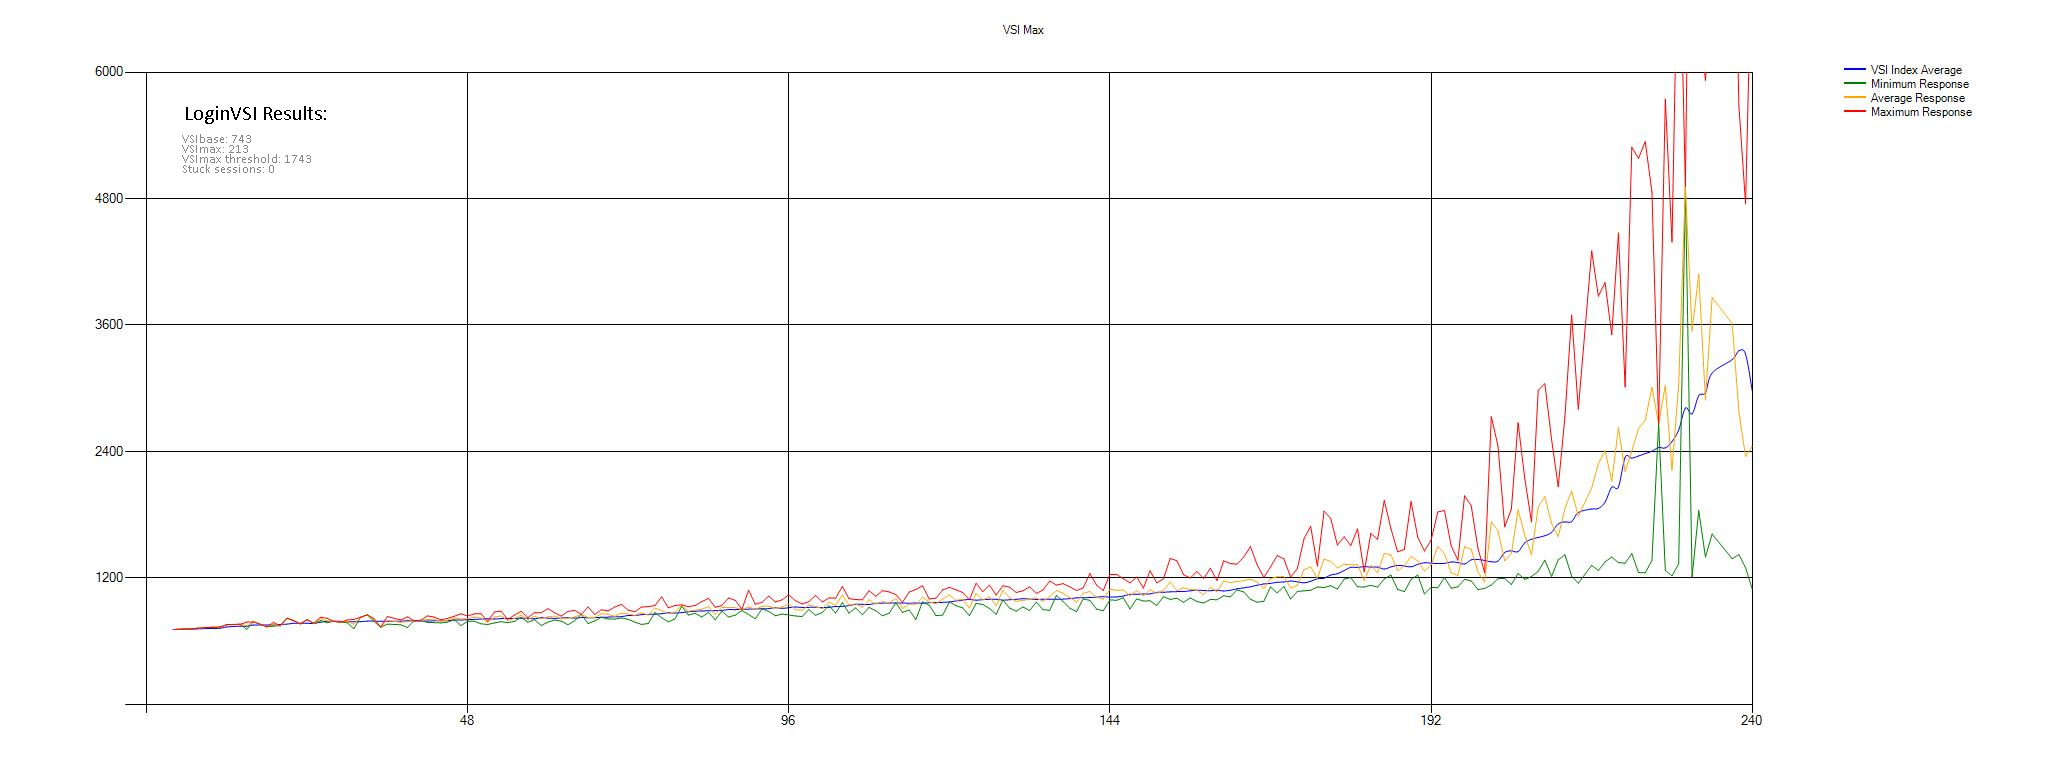 VSI Max
6000
4800
3600
2400
1200
48
96
144
192
240
LoginVSI Results:
VSIbase: 743
VSImax: 213
VSImax threshold: 1743
Stuck sessions: 0
VSI Index Average
Minimum Response
Average Response
Maximum Response